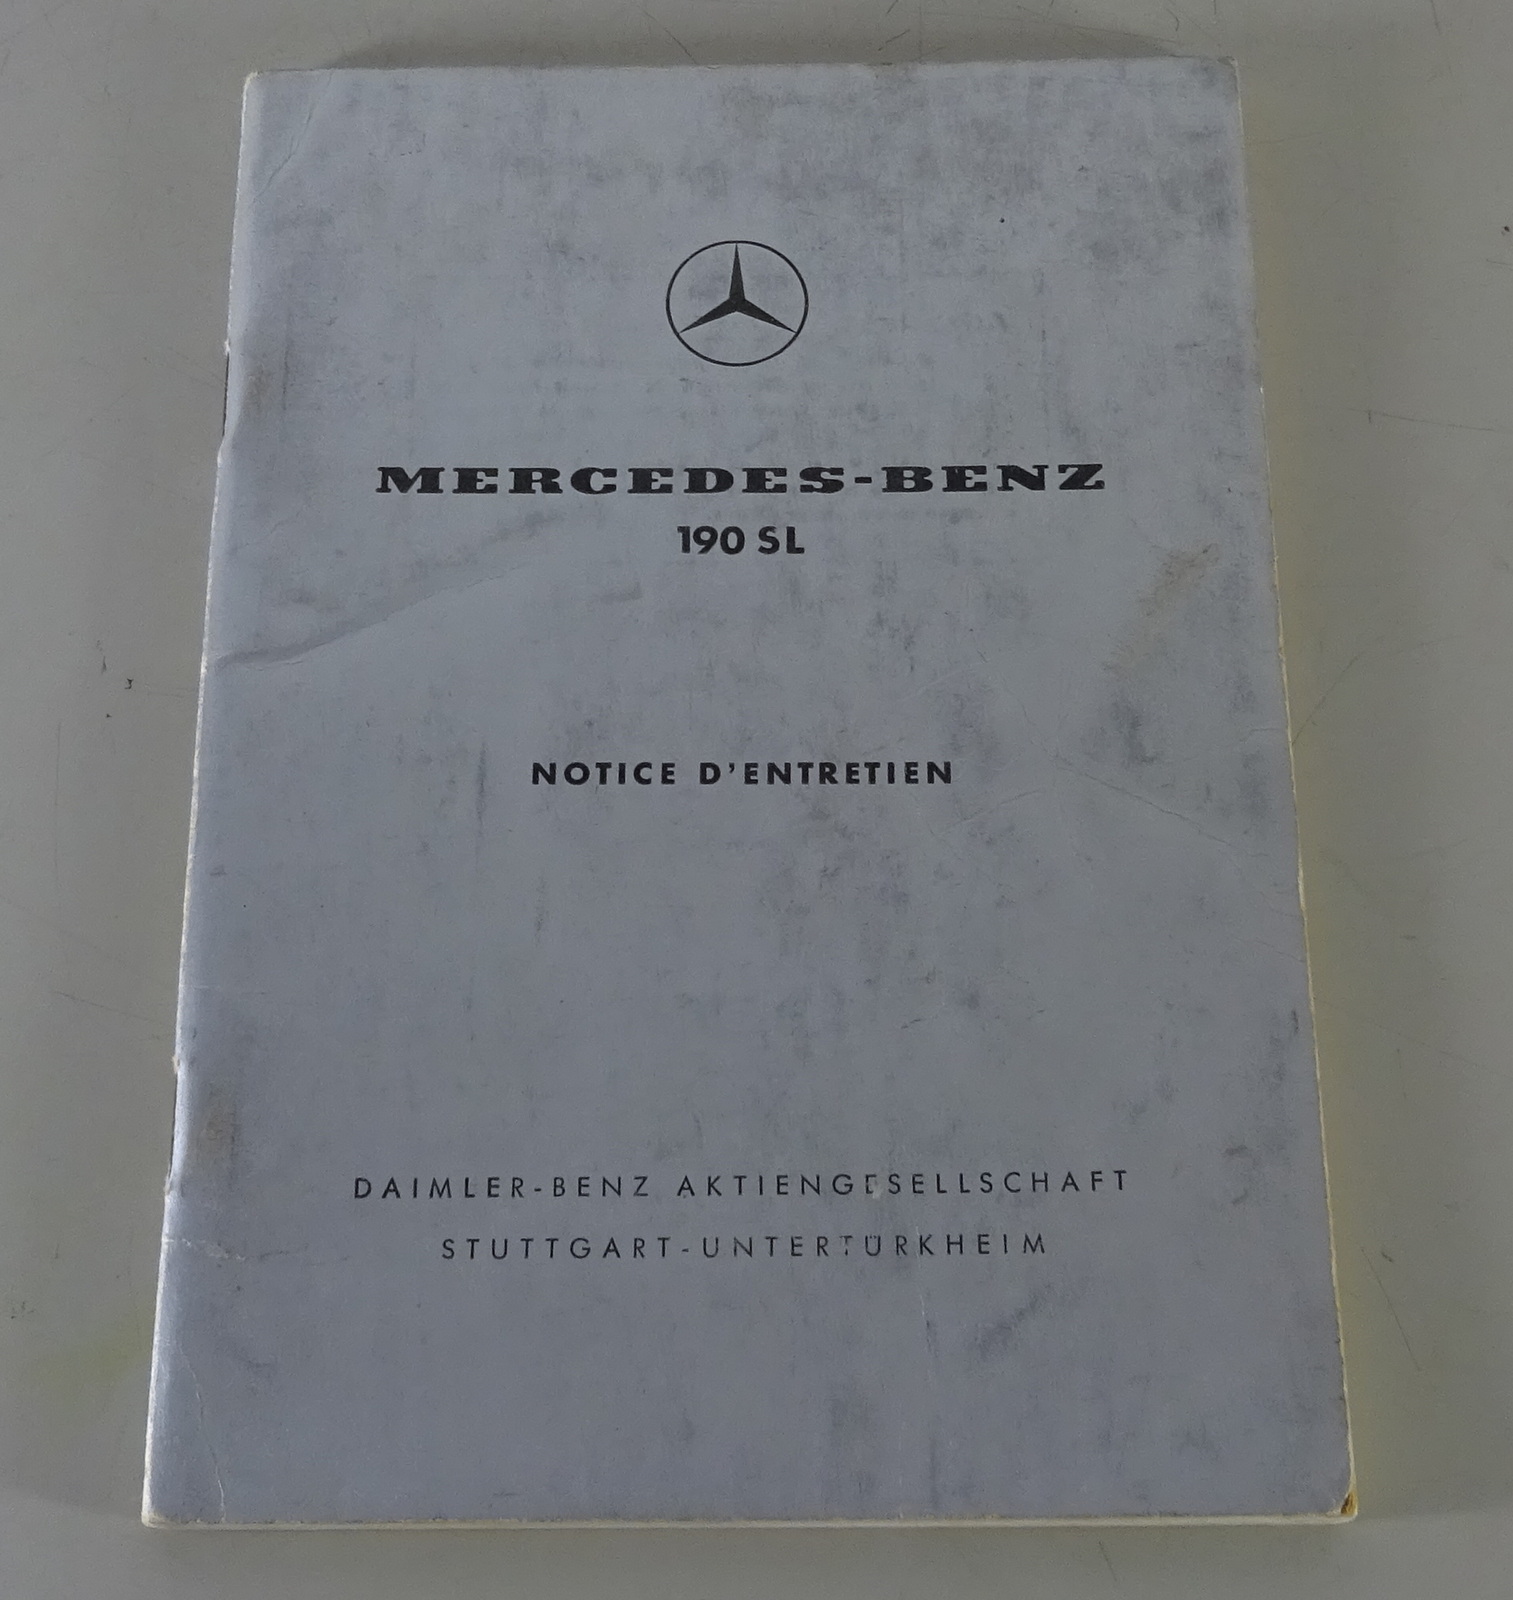 MERCEDES-BENZ
190 SL
NOTICE D'ENTRETIEN
DAIMLER-BENZ AKTIENGESELLSCHAFT
STUTTGART-UNTERTÜRKHEIM